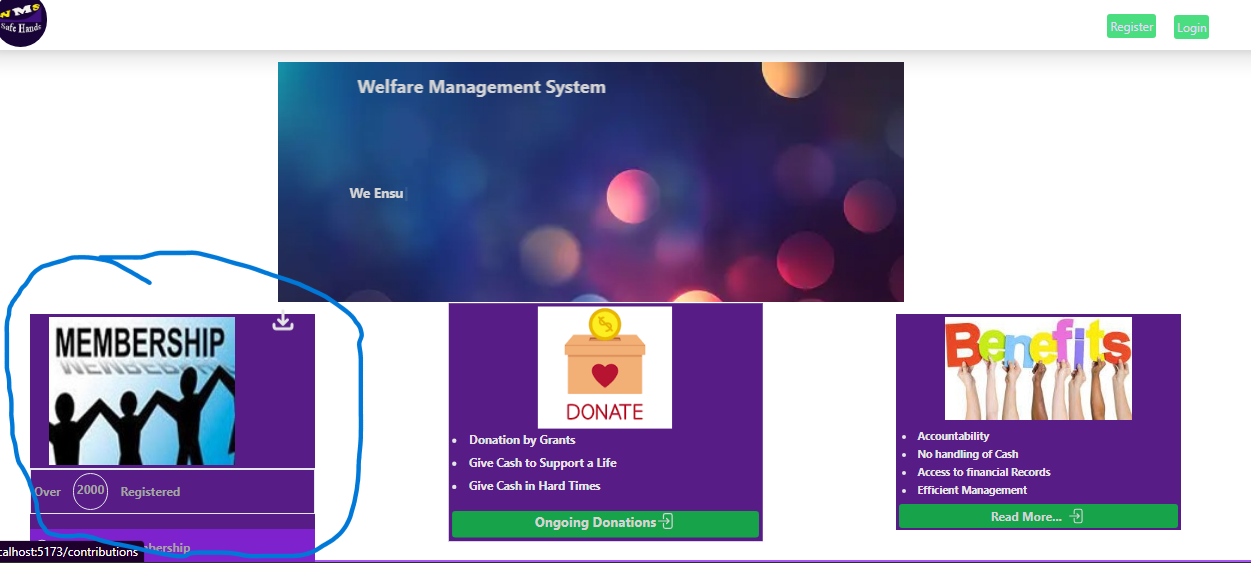 WMS
Safe Hands
Register
Login
Welfare Management System
We Ensu
MEMBERSHIP
MEMBERSHIP
Over 2000 Registered
calhost:5173/contributions
bership
DONATE
Donation by Grants
Give Cash to Support a Life
Give Cash in Hard Times
Ongoing Donations
Benefits
Accountability
No handling of Cash
Access to financial Records
Efficient Management
Read More...